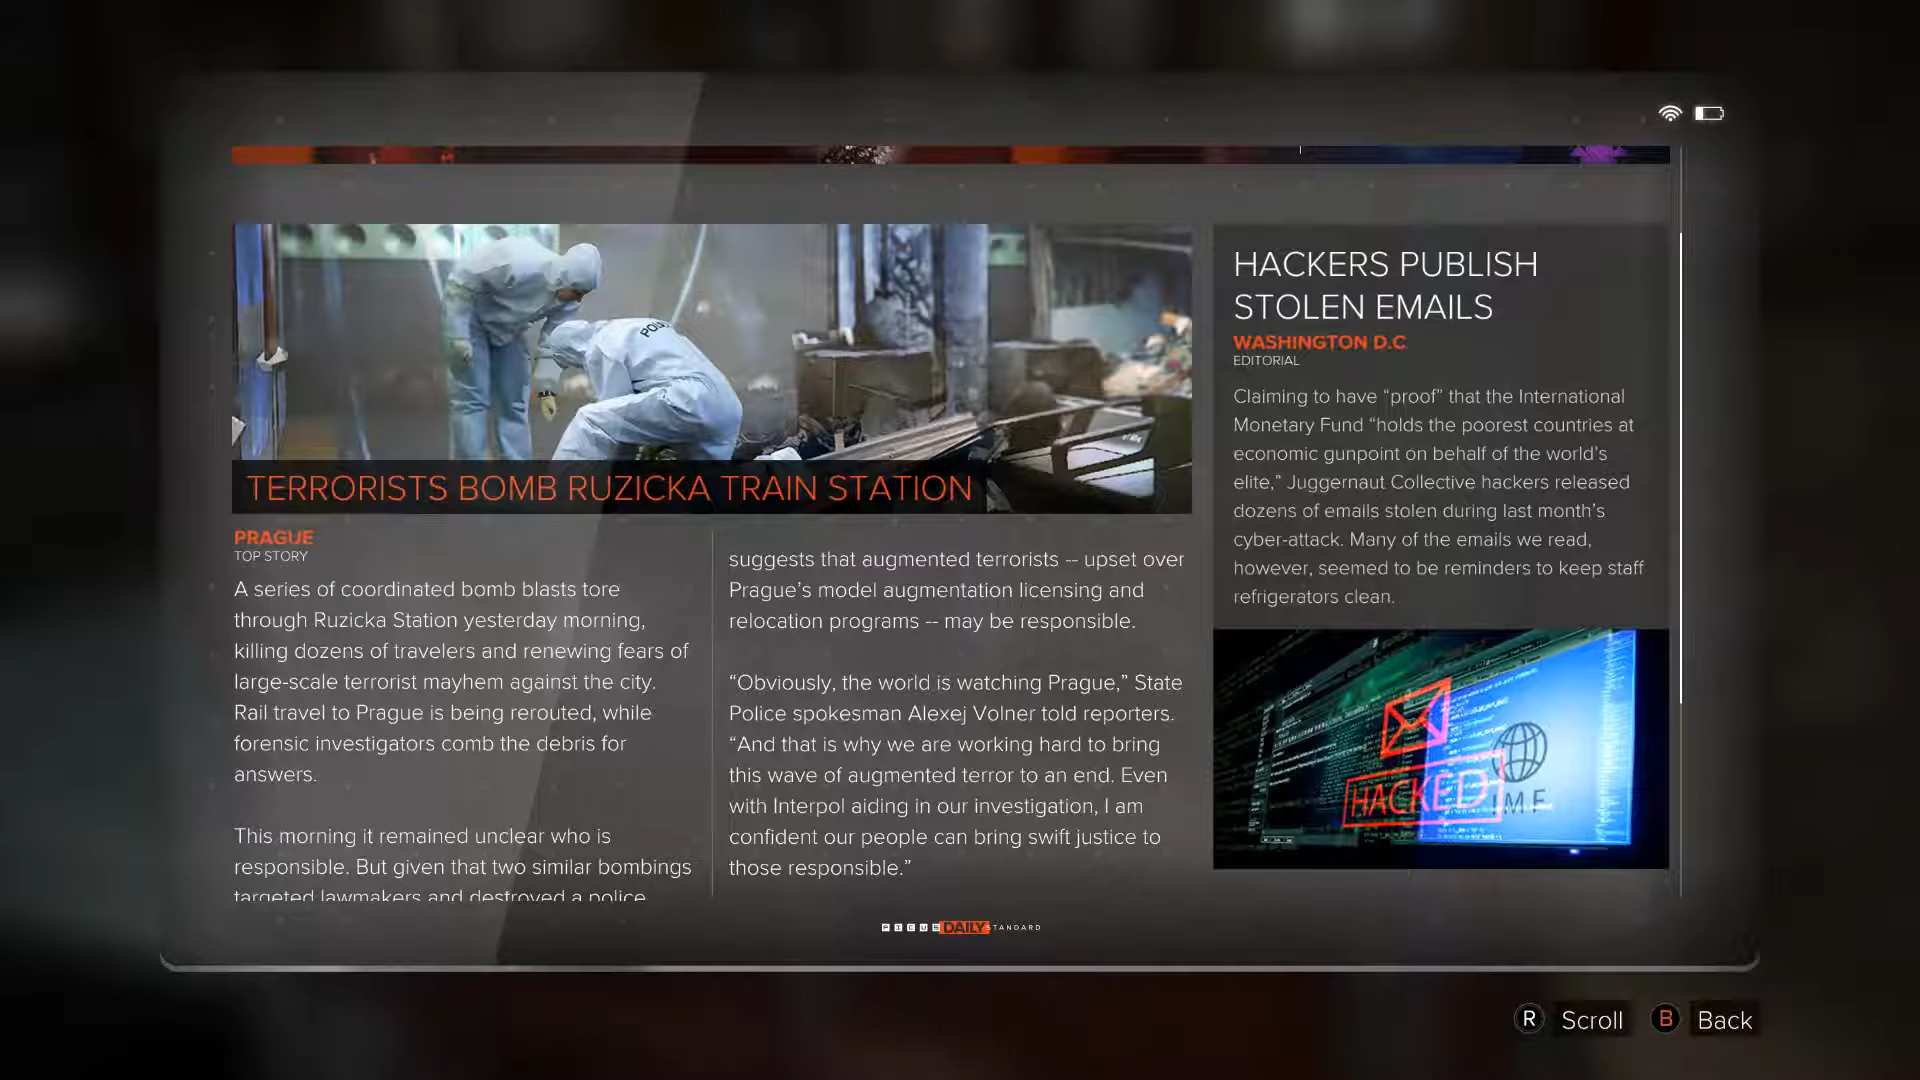 POL
TERRORISTS BOMB RUZICKA TRAIN STATION
PRAGUE
TOP STORY
A series of coordinated bomb blasts tore
through Ruzicka Station yesterday morning,
killing dozens of travelers and renewing fears of
large-scale terrorist mayhem against the city.
Rail travel to Prague is being rerouted, while
forensic investigators comb the debris for
answers.
This morning it remained unclear who is
responsible. But given that two similar bombings
targeted lawmakers and destroyed a police
suggests that augmented terrorists -- upset over
Prague's model augmentation licensing and
relocation programs -- may be responsible.
“Obviously, the world is watching Prague,” State
Police spokesman Alexej Volner told reporters.
“And that is why we are working hard to bring
this wave of augmented terror to an end. Even
with Interpol aiding in our investigation, I am
confident our people can bring swift justice to
those responsible.”
HACKERS PUBLISH
STOLEN EMAILS
WASHINGTON D.C
EDITORIAL
Claiming to have “proof” that the International
Monetary Fund “holds the poorest countries at
economic gunpoint on behalf of the world's
elite,” Juggernaut Collective hackers released
dozens of emails stolen during last month's
cyber-attack. Many of the emails we read,
however, seemed to be reminders to keep staff
refrigerators clean.
HACKED
IMF
PICUS DAILY STANDARD
R Scroll B Back